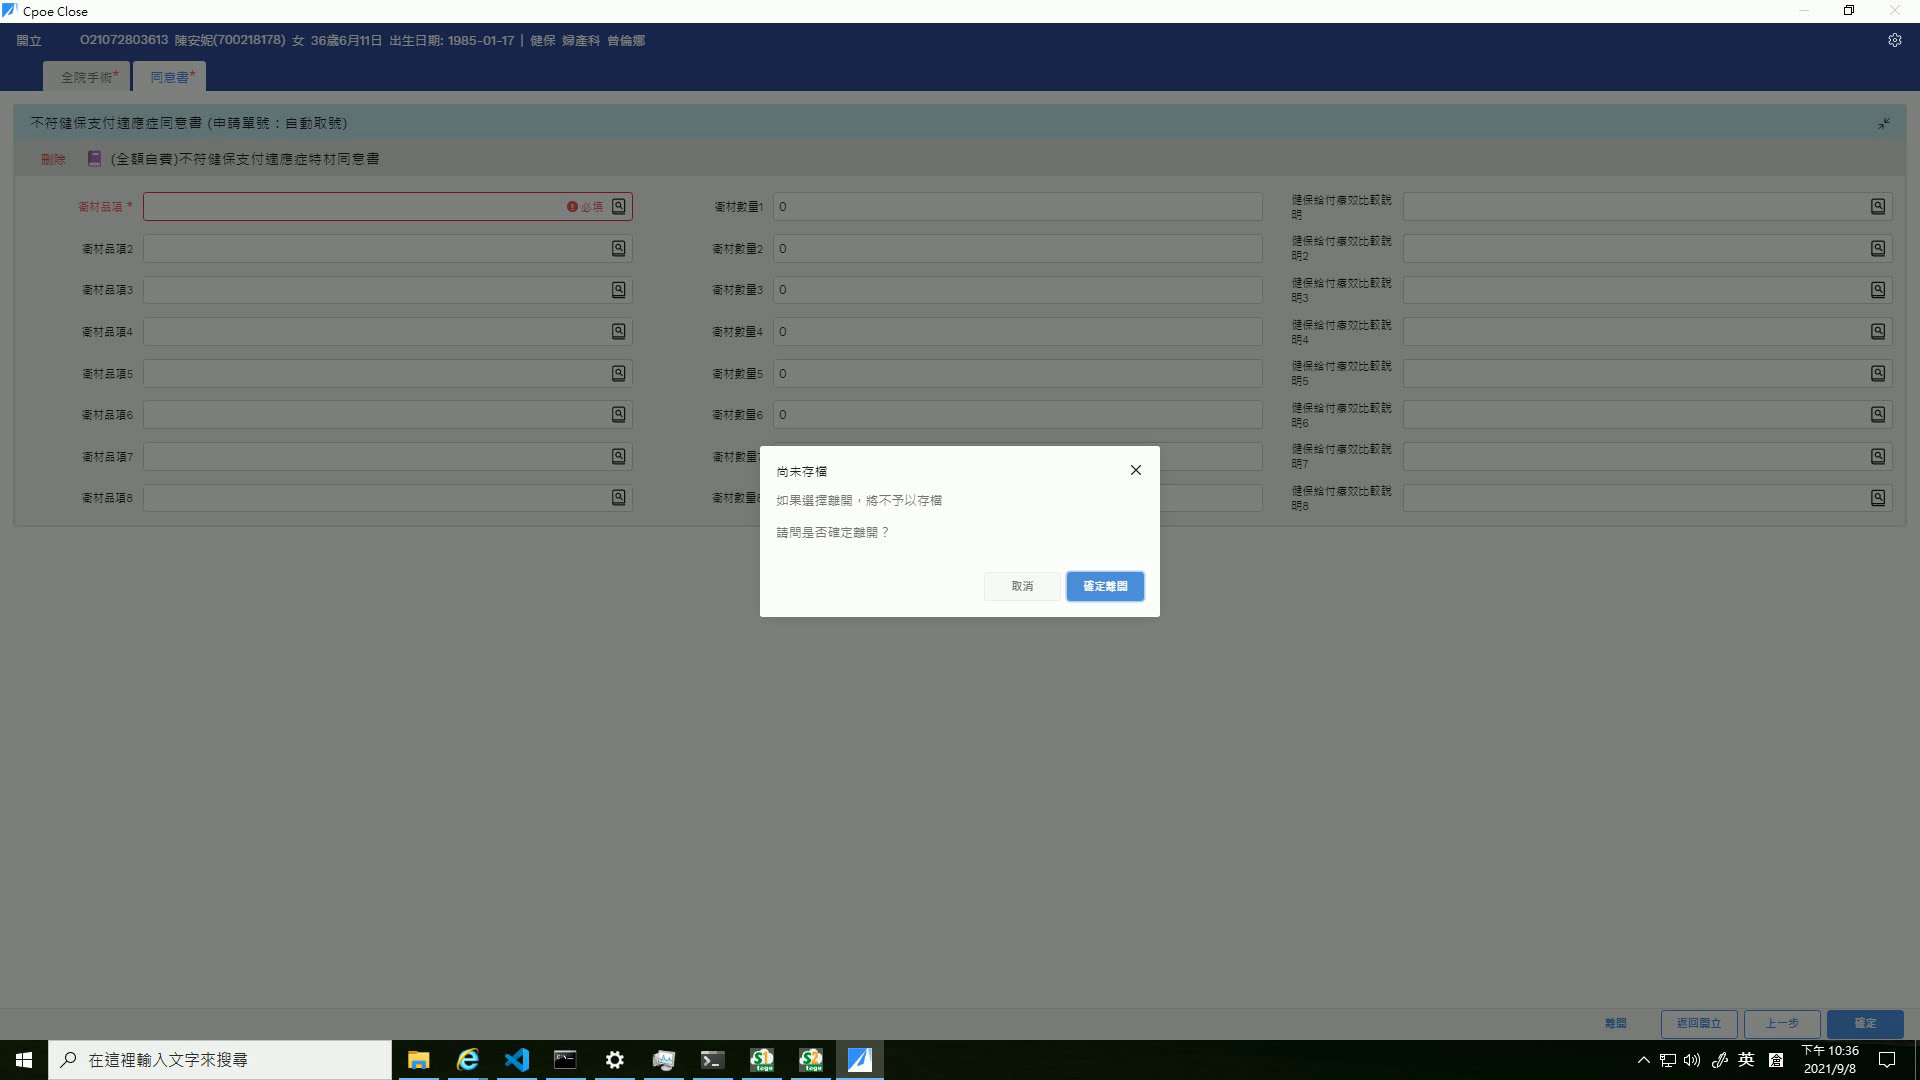 Cpoe Close
開立 O21072803613 陳安妮(700218178) 女 36歲6月11日 出生日期: 1985-01-17 | 健保 婦產科 曾倫娜
全院手術*
同意書*
不符健保支付適應症同意書 (申請單號：自動取號)
刪除 (全額自費)不符健保支付適應症特材同意書
衛材品項 * 必填 衛材數量1 0 健保給付療效比較說明
衛材品項2 衛材數量2 0 健保給付療效比較說明2
衛材品項3 衛材數量3 0 健保給付療效比較說明3
衛材品項4 衛材數量4 0 健保給付療效比較說明4
衛材品項5 衛材數量5 0 健保給付療效比較說明5
衛材品項6 衛材數量6 0 健保給付療效比較說明6
衛材品項7 衛材數量7 健保給付療效比較說明7
衛材品項8 衛材數量8 健保給付療效比較說明8
尚未存檔
如果選擇離開，將不予以存檔
請問是否確定離開？
取消 確定離開
離開 返回開立 上一步 確定
在這裡輸入文字來搜尋
S1 toga
S2 toga
英
下午 10:36
2021/9/8